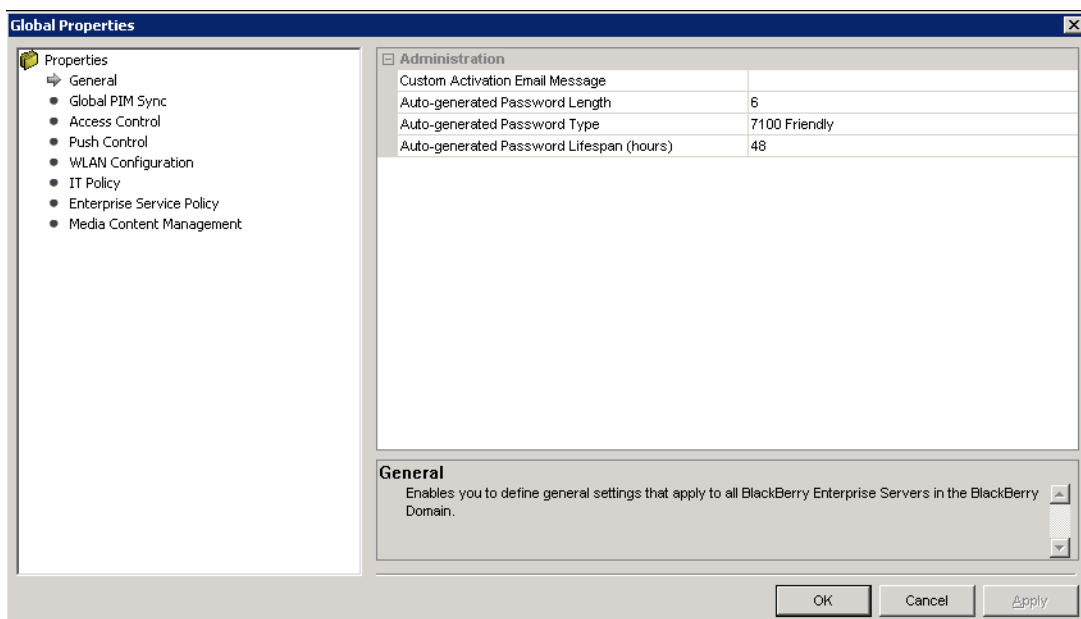 Global Properties
Properties
General
Global PIM Sync
Access Control
Push Control
WLAN Configuration
IT Policy
Enterprise Service Policy
Media Content Management
Administration
Custom Activation Email Message
Auto-generated Password Length 6
Auto-generated Password Type 7100 Friendly
Auto-generated Password Lifespan (hours) 48
General
Enables you to define general settings that apply to all BlackBerry Enterprise Servers in the BlackBerry
Domain.
OK Cancel Apply